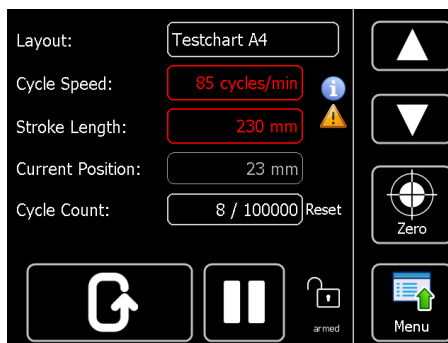 Layout: Testchart A4
Cycle Speed: 85 cycles/min
Stroke Length: 230 mm
Current Position: 23 mm
Cycle Count: 8 / 100000 Reset
Zero
armed
Menu